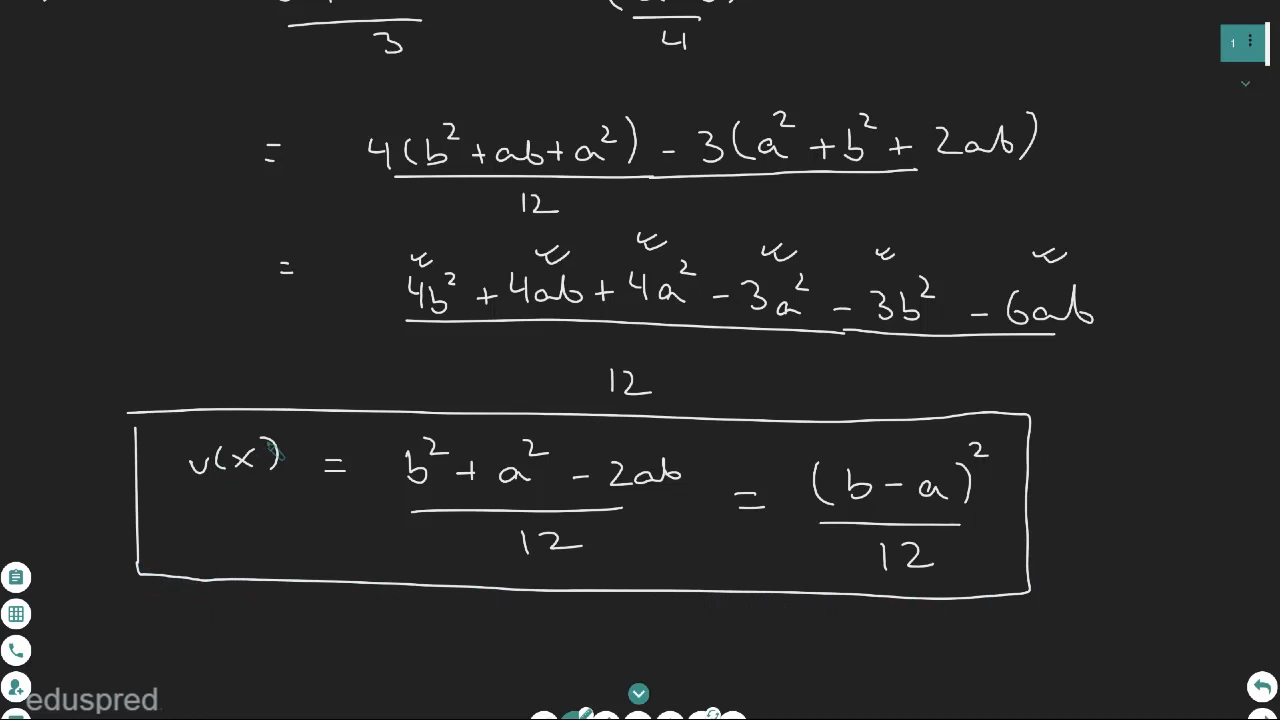 3 4
1
= 4(b² + ab + a²) - 3(a² + b² + 2ab)
12
= 4b² + 4ab + 4a² - 3a² - 3b² - 6ab
12
v(x) = b² + a² - 2ab = (b - a)²
12 12
eduspred